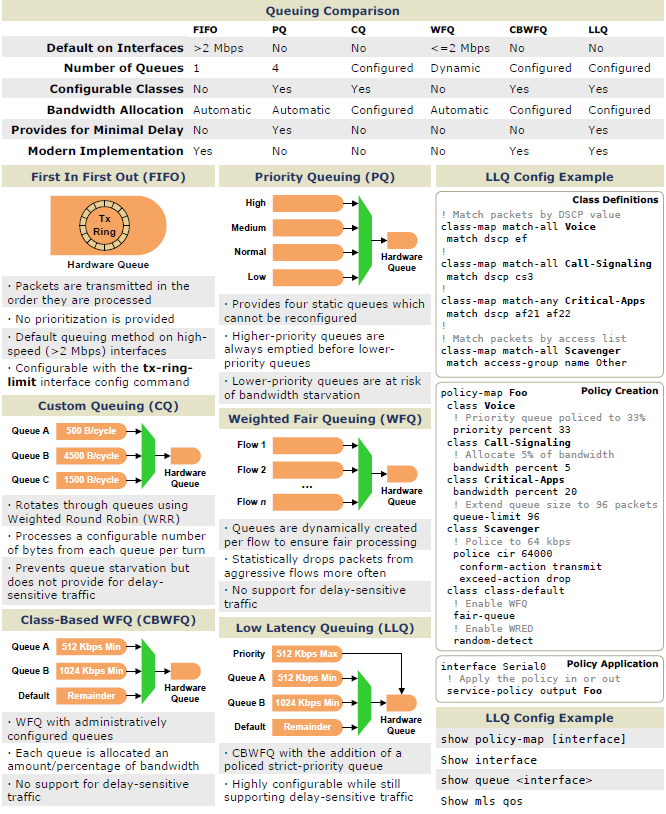 Queuing Comparison
FIFO PQ CQ WFQ CBWFQ LLQ
Default on Interfaces >2 Mbps No No <=2 Mbps No No
Number of Queues 1 4 Configured Dynamic Configured Configured
Configurable Classes No Yes Yes No Yes Yes
Bandwidth Allocation Automatic Automatic Configured Automatic Configured Configured
Provides for Minimal Delay No Yes No No No Yes
Modern Implementation Yes No No No Yes Yes
First In First Out (FIFO)
Tx
Ring
Hardware Queue
· Packets are transmitted in the
order they are processed
· No prioritization is provided
· Default queuing method on high-
speed (>2 Mbps) interfaces
· Configurable with the tx-ring-
limit interface config command
Custom Queuing (CQ)
Queue A 500 B/cycle
Queue B 4500 B/cycle
Queue C 1500 B/cycle
Hardware
Queue
· Rotates through queues using
Weighted Round Robin (WRR)
· Processes a configurable number
of bytes from each queue per turn
· Prevents queue starvation but
does not provide for delay-
sensitive traffic
Class-Based WFQ (CBWFQ)
Queue A 512 Kbps Min
Queue B 1024 Kbps Min
Default Remainder
Hardware
Queue
· WFQ with administratively
configured queues
· Each queue is allocated an
amount/percentage of bandwidth
· No support for delay-sensitive
traffic
Priority Queuing (PQ)
High
Medium
Normal
Low
Hardware
Queue
· Provides four static queues which
cannot be reconfigured
· Higher-priority queues are
always emptied before lower-
priority queues
· Lower-priority queues are at risk
of bandwidth starvation
Weighted Fair Queuing (WFQ)
Flow 1
Flow 2
...
Flow n
Hardware
Queue
· Queues are dynamically created
per flow to ensure fair processing
· Statistically drops packets from
aggressive flows more often
· No support for delay-sensitive
traffic
Low Latency Queuing (LLQ)
Priority 512 Kbps Max
Queue A 512 Kbps Min
Queue B 1024 Kbps Min
Default Remainder
Hardware
Queue
· CBWFQ with the addition of a
policed strict-priority queue
· Highly configurable while still
supporting delay-sensitive traffic
LLQ Config Example
Class Definitions
! Match packets by DSCP value
class-map match-all Voice
match dscp ef
!
class-map match-all Call-Signaling
match dscp cs3
!
class-map match-any Critical-Apps
match dscp af21 af22
!
! Match packets by access list
class-map match-all Scavenger
match access-group name Other
Policy Creation
policy-map Foo
class Voice
! Priority queue policed to 33%
priority percent 33
class Call-Signaling
! Allocate 5% of bandwidth
bandwidth percent 5
class Critical-Apps
bandwidth percent 20
! Extend queue size to 96 packets
queue-limit 96
class Scavenger
! Police to 64 kbps
police cir 64000
conform-action transmit
exceed-action drop
class class-default
! Enable WFQ
fair-queue
! Enable WRED
random-detect
Policy Application
interface Serial0
! Apply the policy in or out
service-policy output Foo
LLQ Config Example
show policy-map [interface]
Show interface
show queue <interface>
Show mls qos